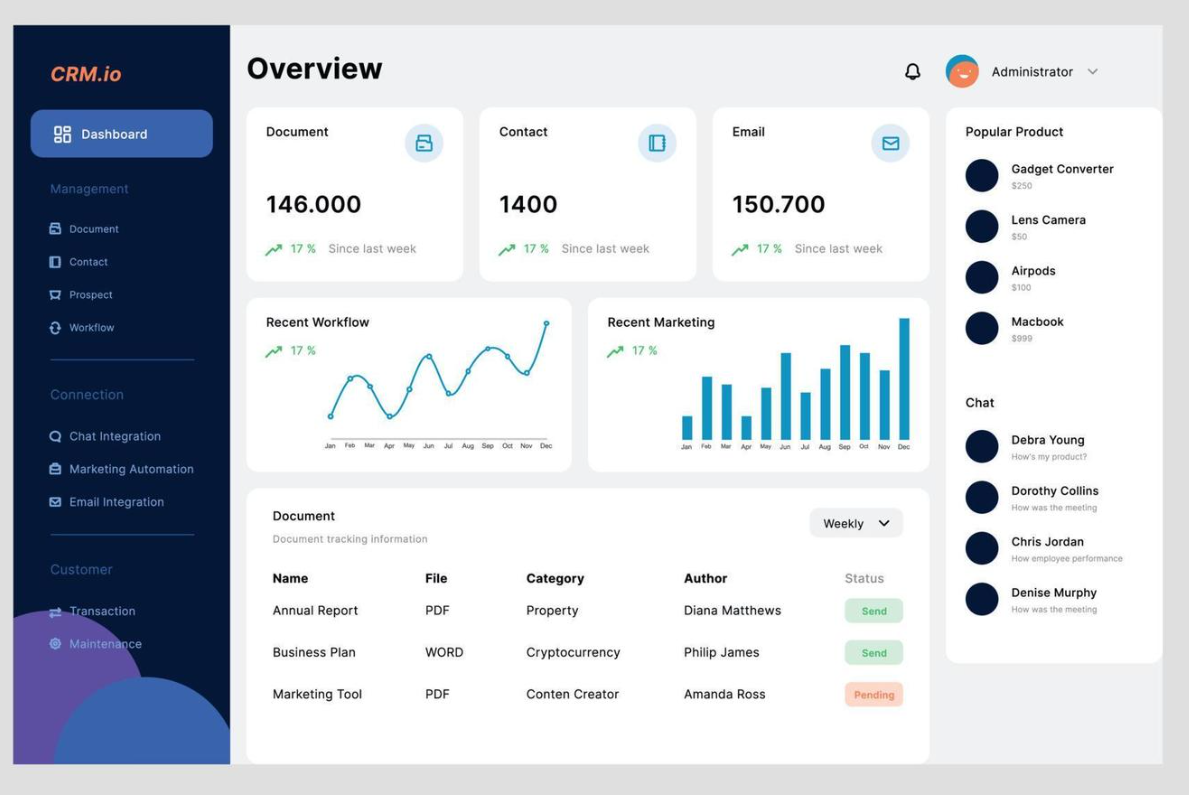 CRM.io
Dashboard
Management
Document
Contact
Prospect
Workflow
Connection
Chat Integration
Marketing Automation
Email Integration
Customer
Transaction
Maintenance
Overview
Administrator
Document
146.000
17 % Since last week
Contact
1400
17 % Since last week
Email
150.700
17 % Since last week
Recent Workflow
17 %
Jan Feb Mar Apr May Jun Jul Aug Sep Oct Nov Dec
Recent Marketing
17 %
Jan Feb Mar Apr May Jun Jul Aug Sep Oct Nov Dec
Document
Document tracking information
Weekly
Name File Category Author Status
Annual Report PDF Property Diana Matthews Send
Business Plan WORD Cryptocurrency Philip James Send
Marketing Tool PDF Conten Creator Amanda Ross Pending
Popular Product
Gadget Converter
$250
Lens Camera
$50
Airpods
$100
Macbook
$999
Chat
Debra Young
How's my product?
Dorothy Collins
How was the meeting
Chris Jordan
How employee performance
Denise Murphy
How was the meeting